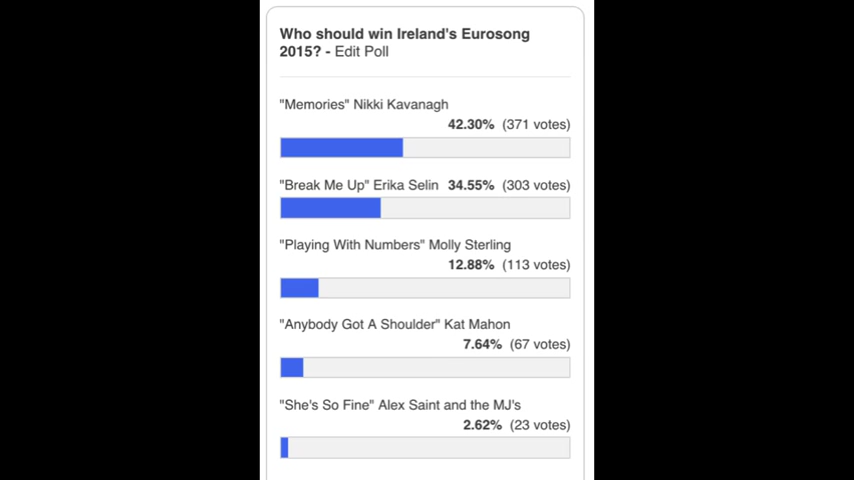 Who should win Ireland's Eurosong
2015? - Edit Poll
"Memories" Nikki Kavanagh
42.30% (371 votes)
"Break Me Up" Erika Selin 34.55% (303 votes)
"Playing With Numbers" Molly Sterling
12.88% (113 votes)
"Anybody Got A Shoulder" Kat Mahon
7.64% (67 votes)
"She's So Fine" Alex Saint and the MJ's
2.62% (23 votes)